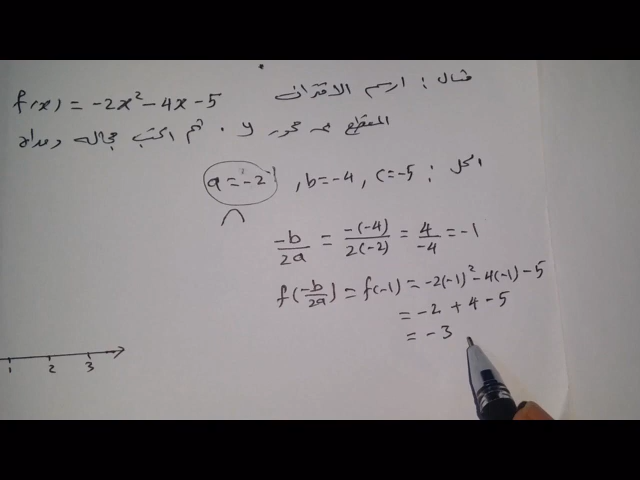 مثال : ارسم الاقتران f(x) = -2x² - 4x - 5
المقطع مع محور y ، ثم اكتب مجاله ومداه
الحل : a = -2 , b = -4 , c = -5
-b/2a = -(-4)/2(-2) = 4/-4 = -1
f(-b/2a) = f(-1) = -2(-1)² - 4(-1) - 5
= -2 + 4 - 5
= -3
1 2 3